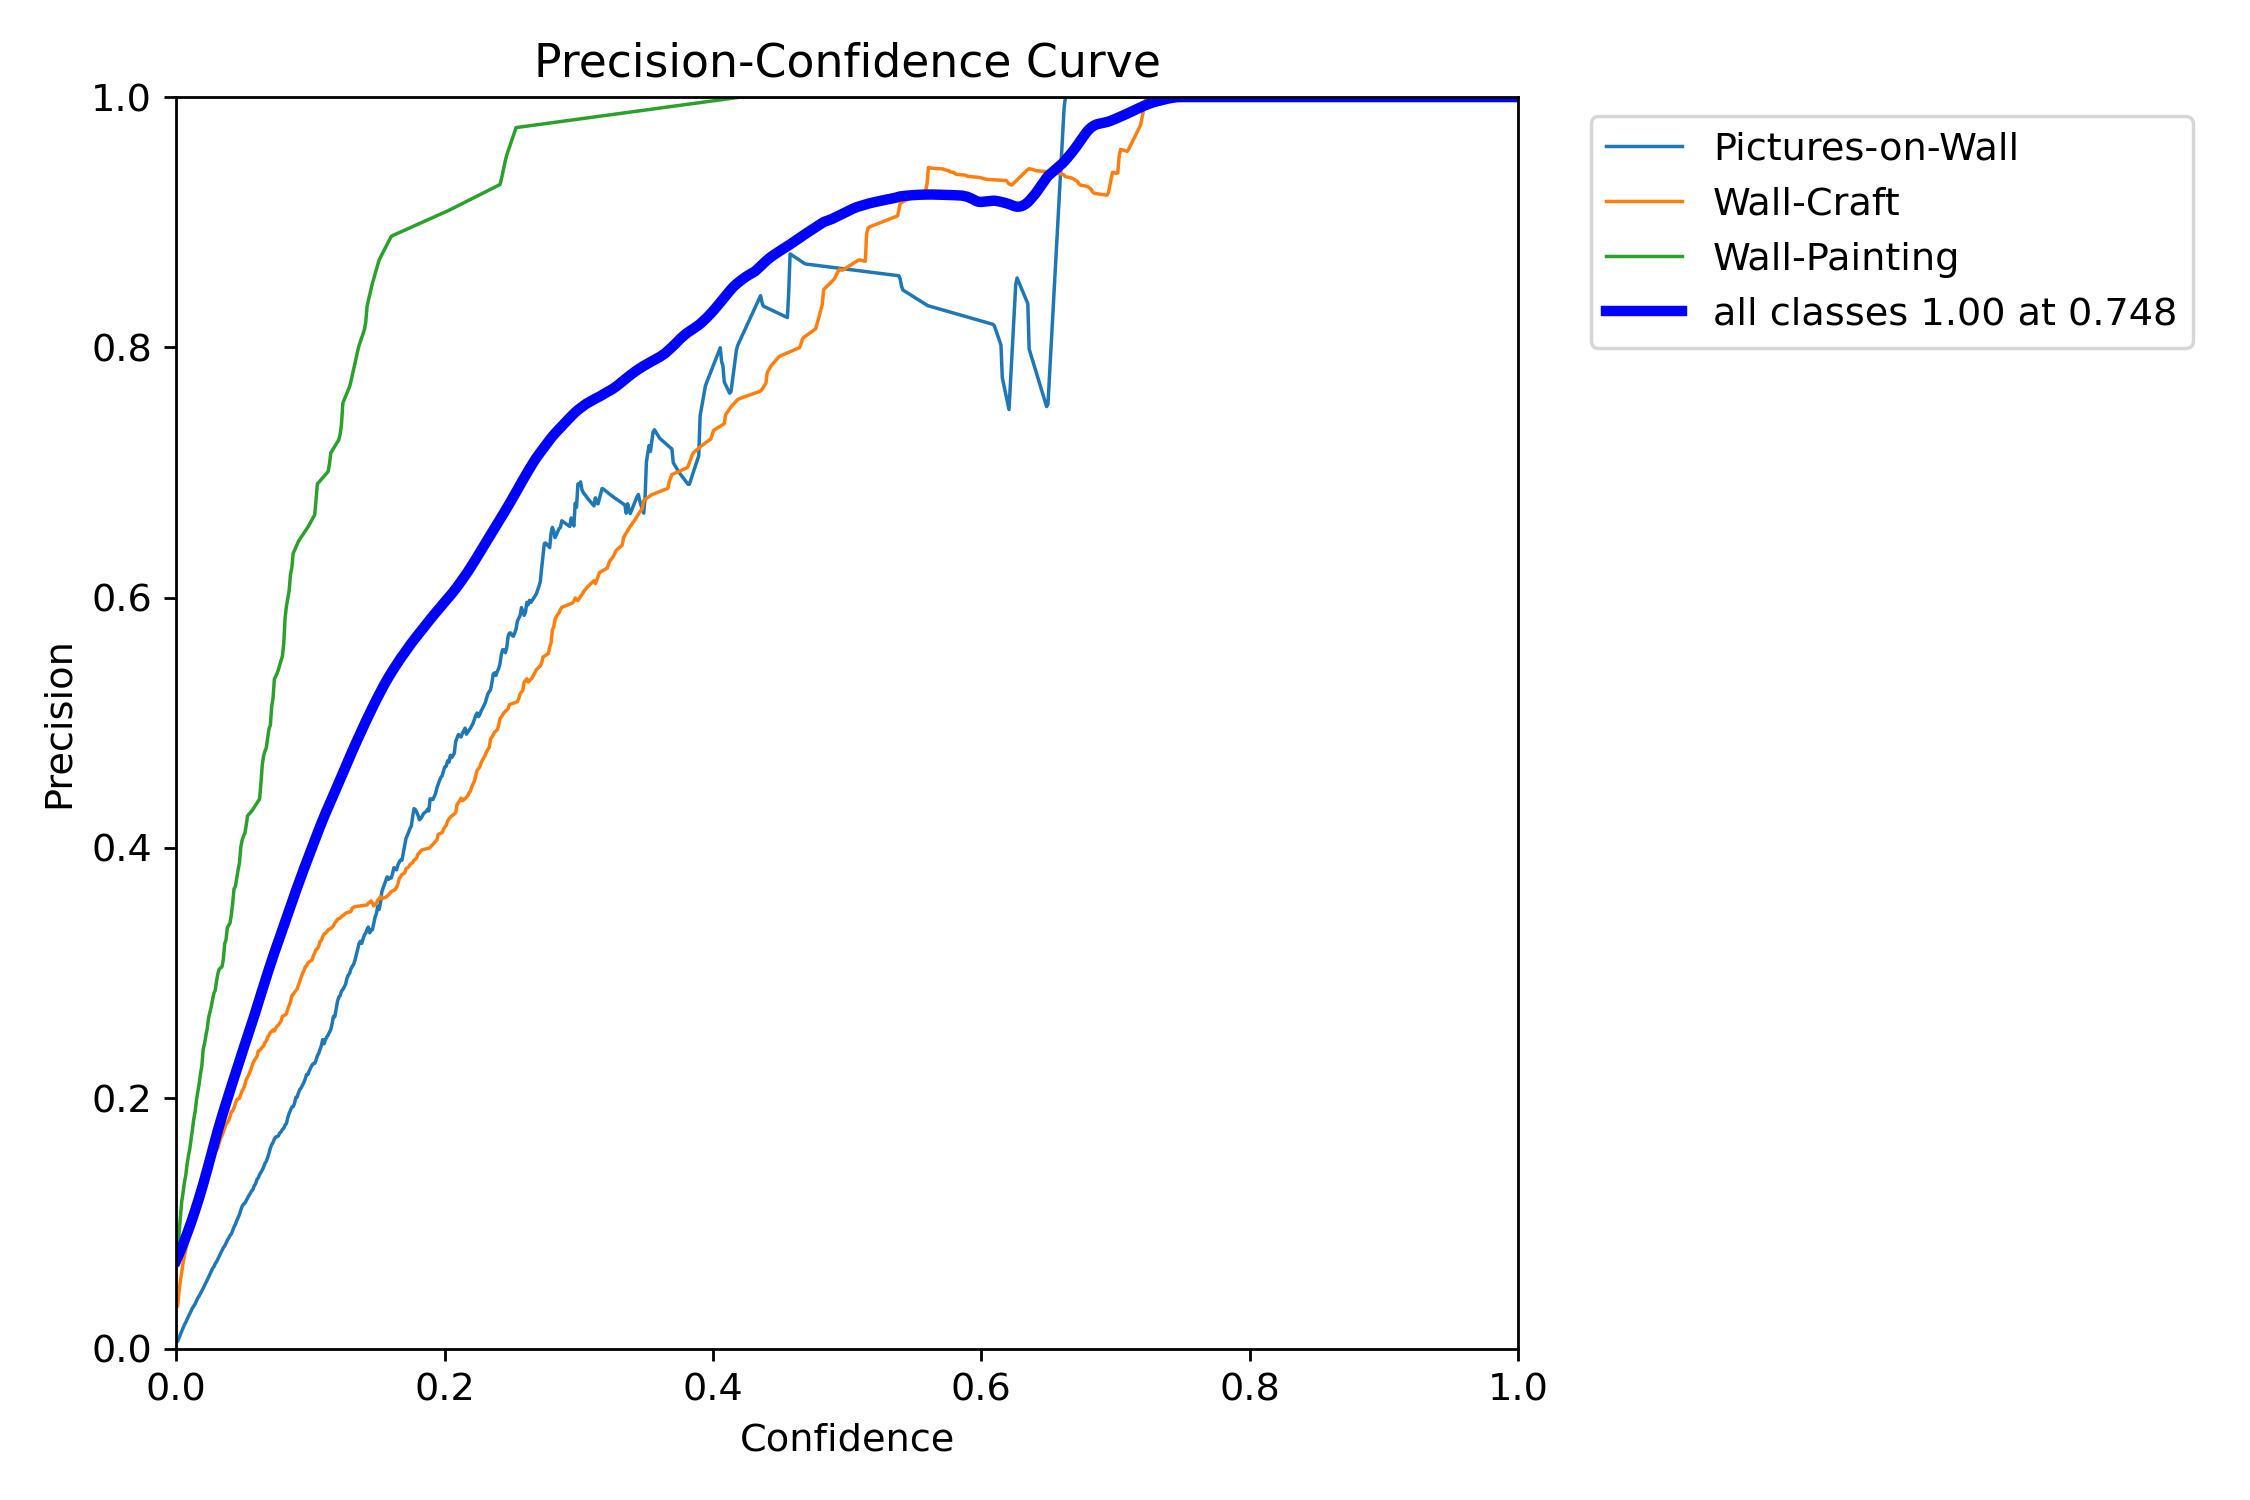 Precision-Confidence Curve
1.0
0.8
0.6
0.4
0.2
0.0
Precision
0.0 0.2 0.4 0.6 0.8 1.0
Confidence
Pictures-on-Wall
Wall-Craft
Wall-Painting
all classes 1.00 at 0.748